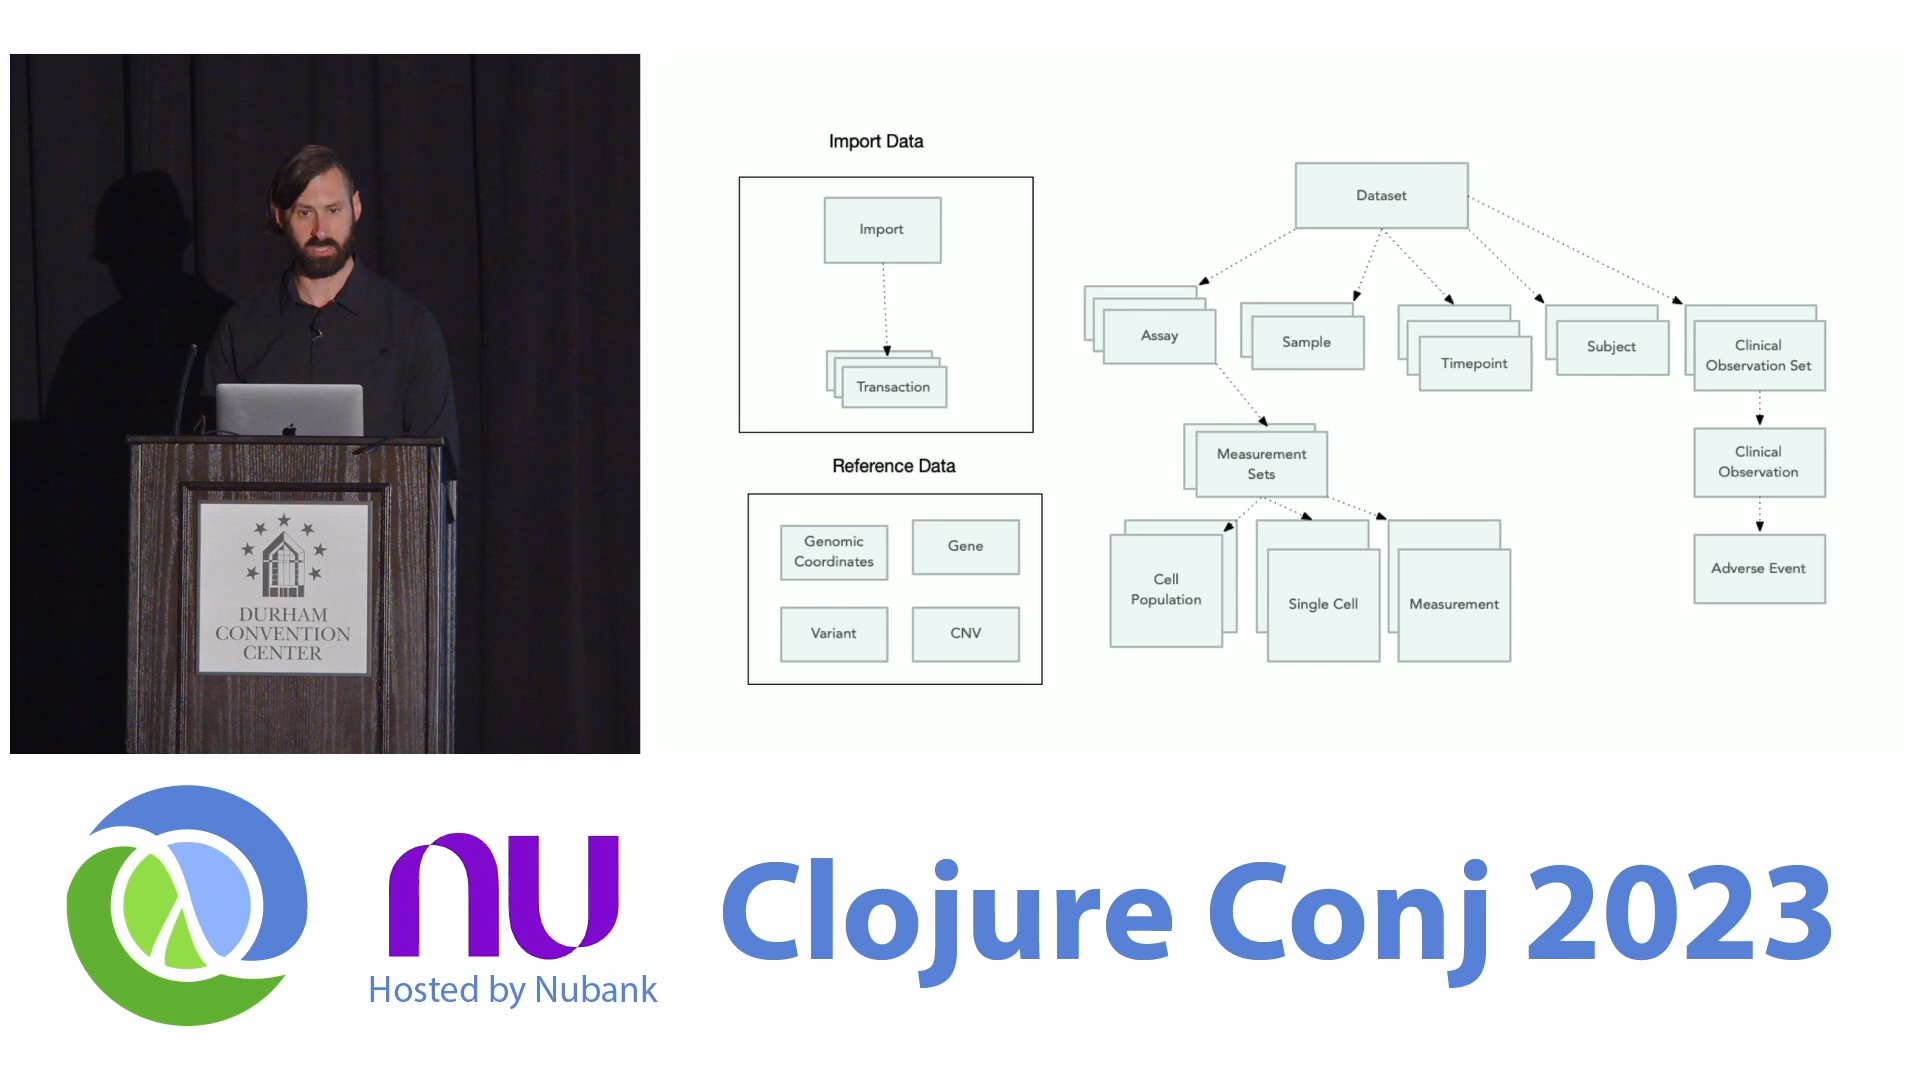 DURHAM
CONVENTION
CENTER
Import Data
Import
Transaction
Reference Data
Genomic
Coordinates
Gene
Variant
CNV
Dataset
Assay
Sample
Timepoint
Subject
Clinical
Observation Set
Measurement
Sets
Clinical
Observation
Cell
Population
Single Cell
Measurement
Adverse Event
nu
Hosted by Nubank
Clojure Conj 2023